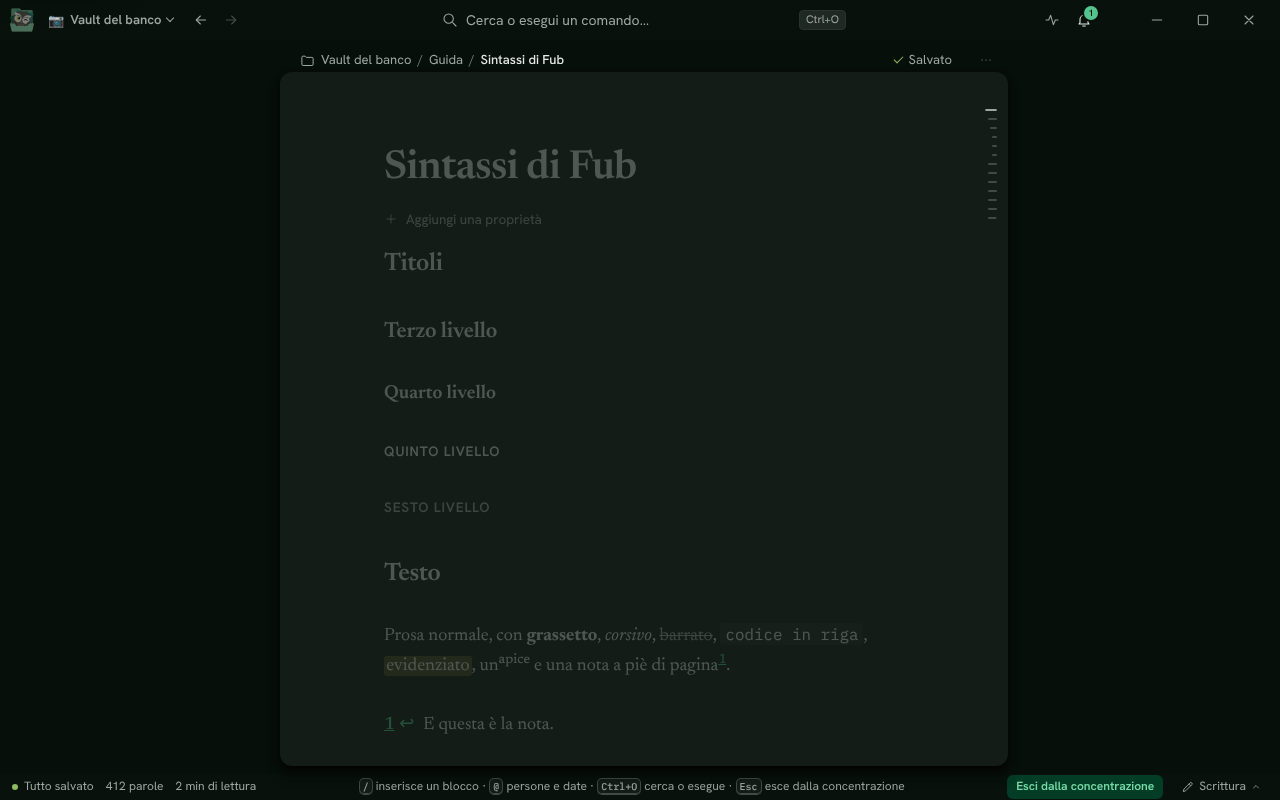 Vault del banco
Cerca o esegui un comando...
Ctrl+O
1
Vault del banco / Guida / Sintassi di Fub
Salvato
Sintassi di Fub
Aggiungi una proprietà
Titoli
Terzo livello
Quarto livello
QUINTO LIVELLO
SESTO LIVELLO
Testo
Prosa normale, con grassetto, corsivo, barrato, codice in riga ,
evidenziato, unapice e una nota a piè di pagina1.
1 ↩ E questa è la nota.
Tutto salvato 412 parole 2 min di lettura
/ inserisce un blocco · @ persone e date · Ctrl+O cerca o esegue · Esc esce dalla concentrazione
Esci dalla concentrazione
Scrittura